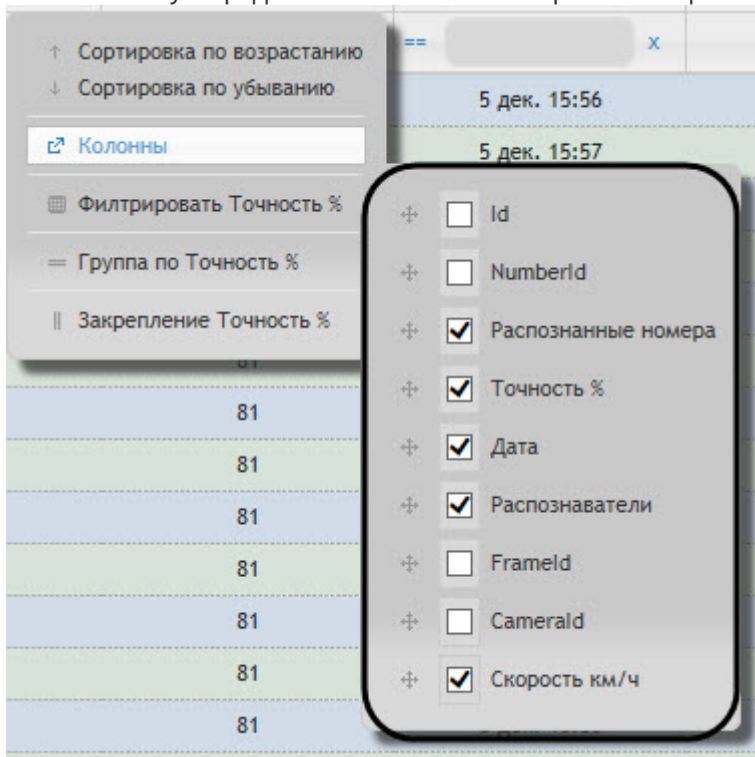 == x
↑ Сортировка по возрастанию
↓ Сортировка по убыванию
Колонны
Филтрировать Точность %
Группа по Точность %
Закрепление Точность %
5 дек. 15:56
5 дек. 15:57
Id
NumberId
Распознанные номера
Точность %
Дата
Распознаватели
FrameId
CameraId
Скорость км/ч
81
81
81
81
81
81
81